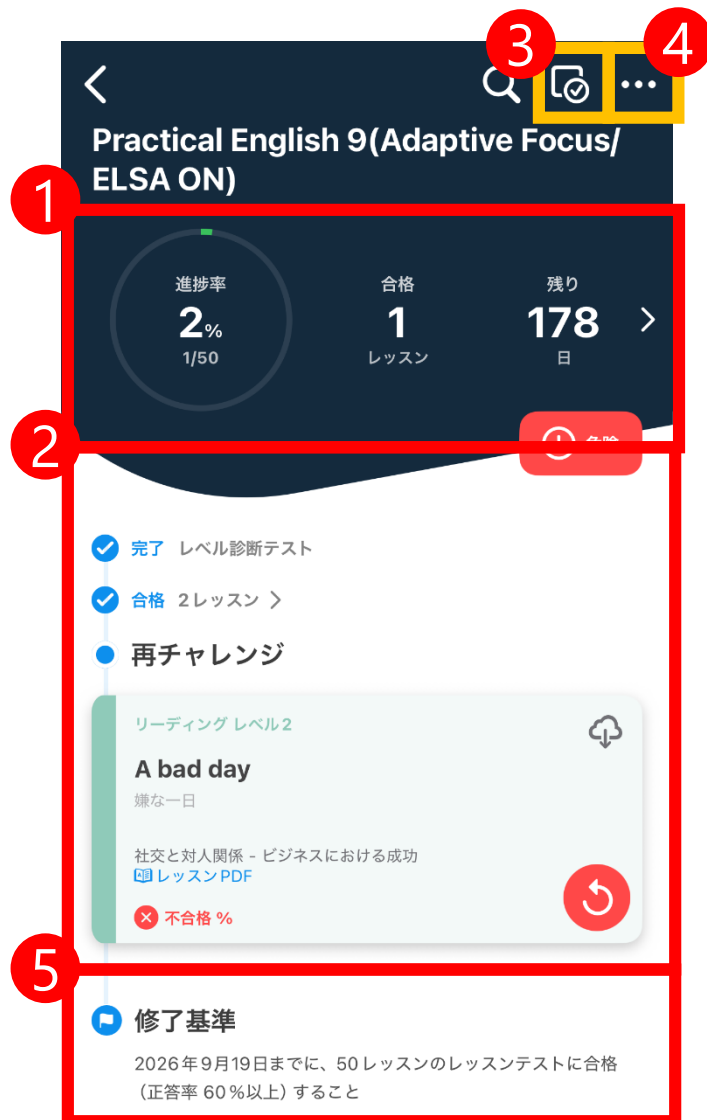 3
4
Practical English 9(Adaptive Focus/
ELSA ON)
1
進捗率
2%
1/50
合格
1
レッスン
残り
178
日
2
完了 レベル診断テスト
合格 2レッスン
再チャレンジ
リーディング レベル2
A bad day
嫌な一日
社交と対人関係 - ビジネスにおける成功
レッスンPDF
不合格 %
5
修了基準
2026年9月19日までに、50レッスンのレッスンテストに合格
（正答率 60%以上）すること